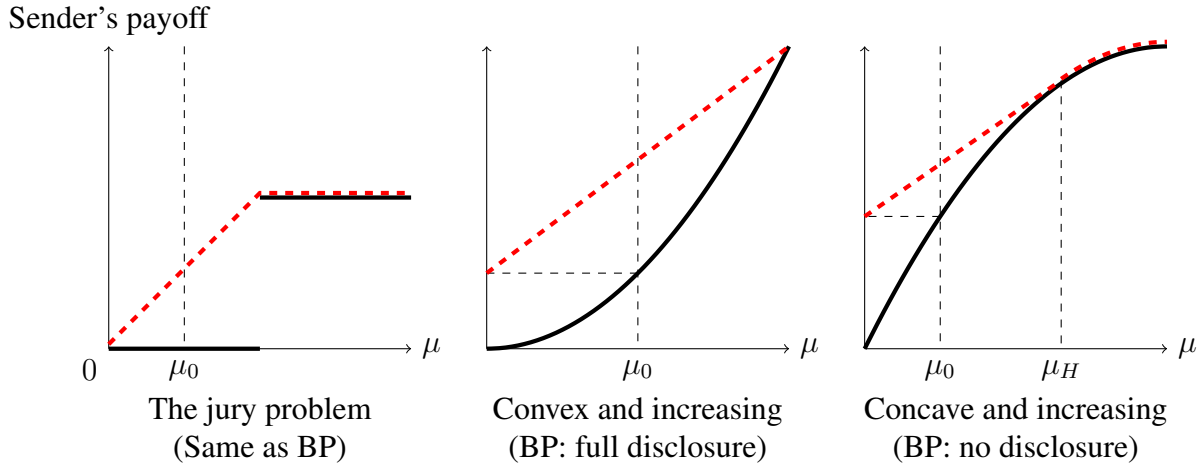 Sender's payoff
0
μ₀
μ
The jury problem
(Same as BP)
μ₀
μ
Convex and increasing
(BP: full disclosure)
μ₀
μ_H
μ
Concave and increasing
(BP: no disclosure)